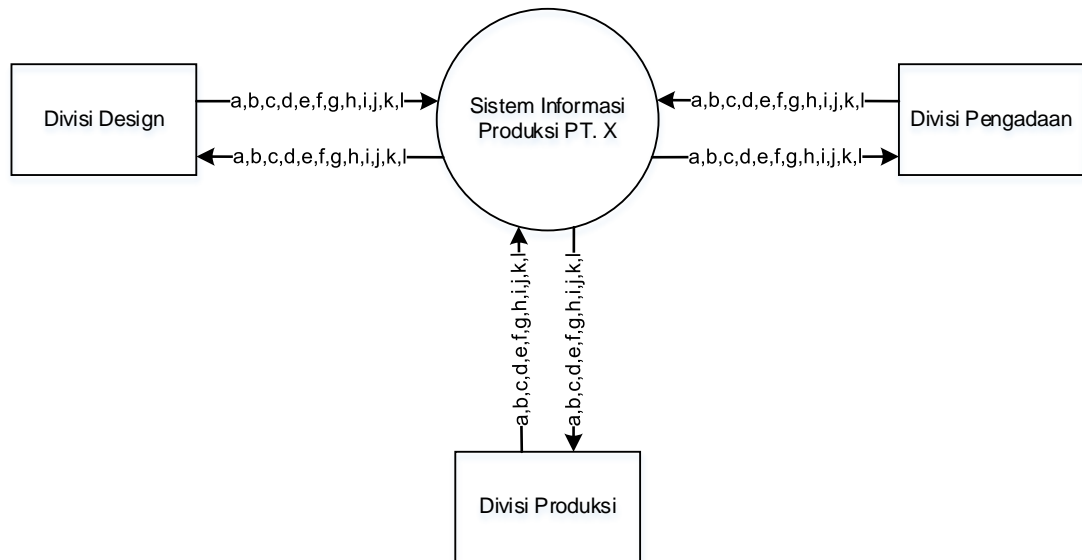 Divisi Design
a,b,c,d,e,f,g,h,i,j,k,l
a,b,c,d,e,f,g,h,i,j,k,l
Sistem Informasi
Produksi PT. X
a,b,c,d,e,f,g,h,i,j,k,l
a,b,c,d,e,f,g,h,i,j,k,l
Divisi Pengadaan
a,b,c,d,e,f,g,h,i,j,k,l
a,b,c,d,e,f,g,h,i,j,k,l
Divisi Produksi